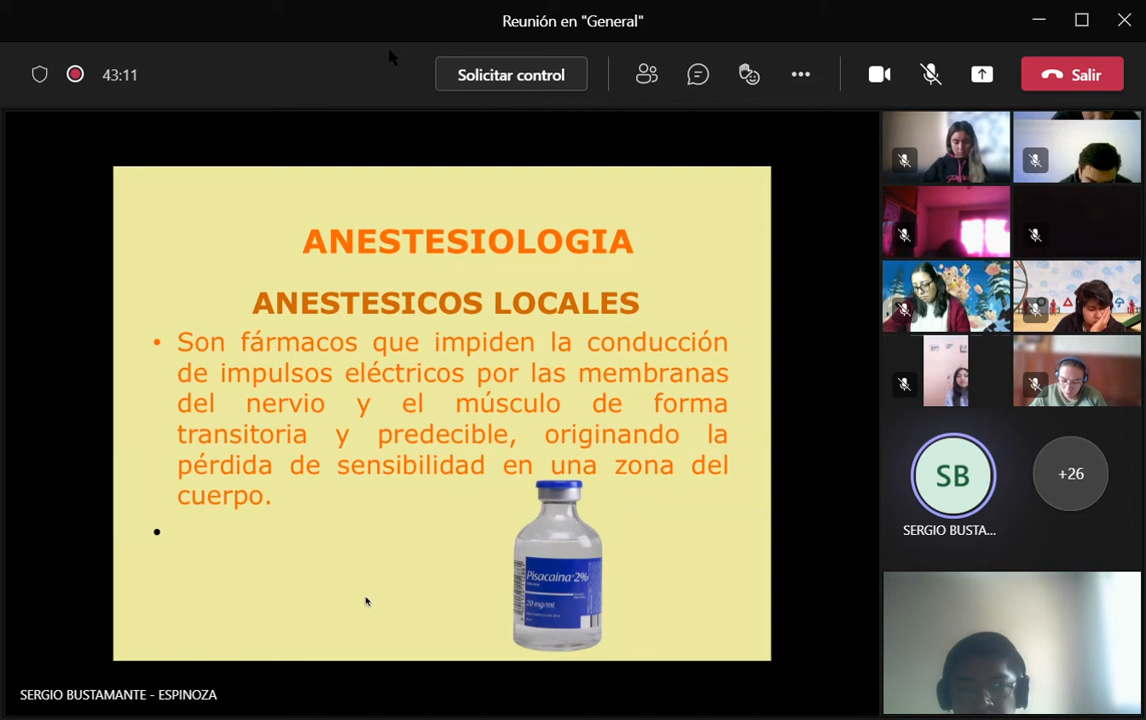 Reunión en "General"
43:11
Solicitar control
Salir
ANESTESIOLOGIA
ANESTESICOS LOCALES
• Son fármacos que impiden la conducción
de impulsos eléctricos por las membranas
del nervio y el músculo de forma
transitoria y predecible, originando la
pérdida de sensibilidad en una zona del
cuerpo.
•
Pisacaina 2%
20 mg/ml
SB
+26
SERGIO BUSTA...
SERGIO BUSTAMANTE - ESPINOZA